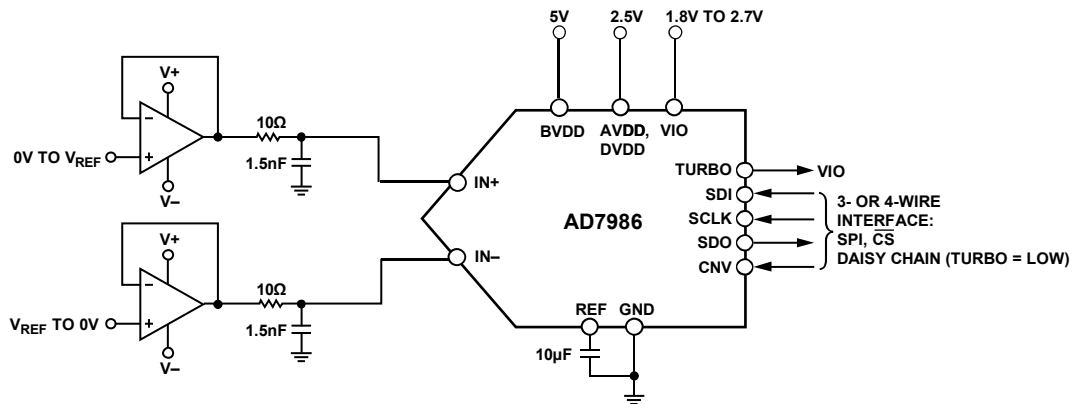 5V
2.5V
1.8V TO 2.7V
V+
−
+
0V TO VREF
V−
10Ω
1.5nF
BVDD
AVDD,
DVDD
VIO
TURBO
VIO
IN+
SDI
SCLK
SDO
CNV
3- OR 4-WIRE
INTERFACE:
SPI, C̅S̅
DAISY CHAIN (TURBO = LOW)
AD7986
V+
−
+
VREF TO 0V
V−
10Ω
1.5nF
IN−
REF
GND
10µF